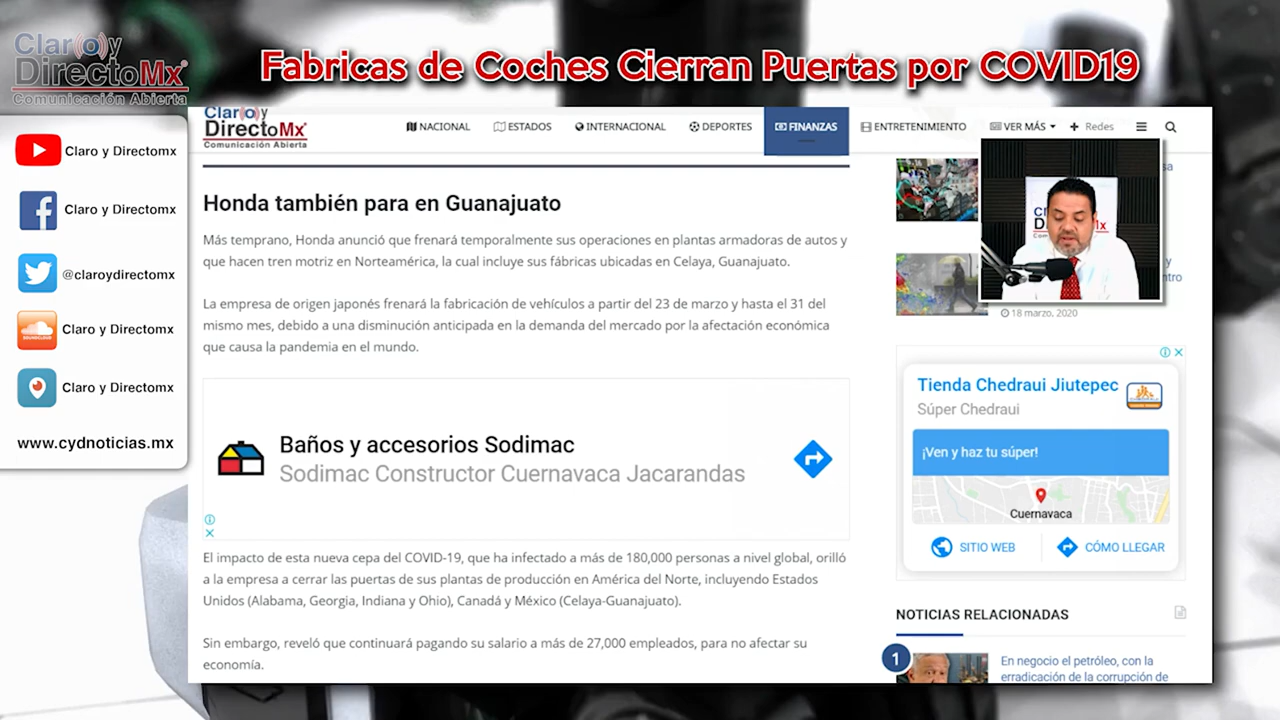 Claro y
DirectoMx
Comunicación Abierta
Fabricas de Coches Cierran Puertas por COVID19
Claro y Directomx
Claro y Directomx
@claroydirectomx
SOUNDCLOUD
Claro y Directomx
Claro y Directomx
www.cydnoticias.mx
Claro y
DirectoMx
Comunicación Abierta
NACIONAL
ESTADOS
INTERNACIONAL
DEPORTES
FINANZAS
ENTRETENIMIENTO
VER MÁS
Redes
Honda también para en Guanajuato
Más temprano, Honda anunció que frenará temporalmente sus operaciones en plantas armadoras de autos y
que hacen tren motriz en Norteamérica, la cual incluye sus fábricas ubicadas en Celaya, Guanajuato.
La empresa de origen japonés frenará la fabricación de vehículos a partir del 23 de marzo y hasta el 31 del
mismo mes, debido a una disminución anticipada en la demanda del mercado por la afectación económica
que causa la pandemia en el mundo.
Baños y accesorios Sodimac
Sodimac Constructor Cuernavaca Jacarandas
El impacto de esta nueva cepa del COVID-19, que ha infectado a más de 180,000 personas a nivel global, orilló
a la empresa a cerrar las puertas de sus plantas de producción en América del Norte, incluyendo Estados
Unidos (Alabama, Georgia, Indiana y Ohio), Canadá y México (Celaya-Guanajuato).
Sin embargo, reveló que continuará pagando su salario a más de 27,000 empleados, para no afectar su
economía.
18 marzo, 2020
Tienda Chedraui Jiutepec
Súper Chedraui
¡Ven y haz tu súper!
Cuernavaca
SITIO WEB
CÓMO LLEGAR
NOTICIAS RELACIONADAS
1
En negocio el petróleo, con la
erradicación de la corrupción de